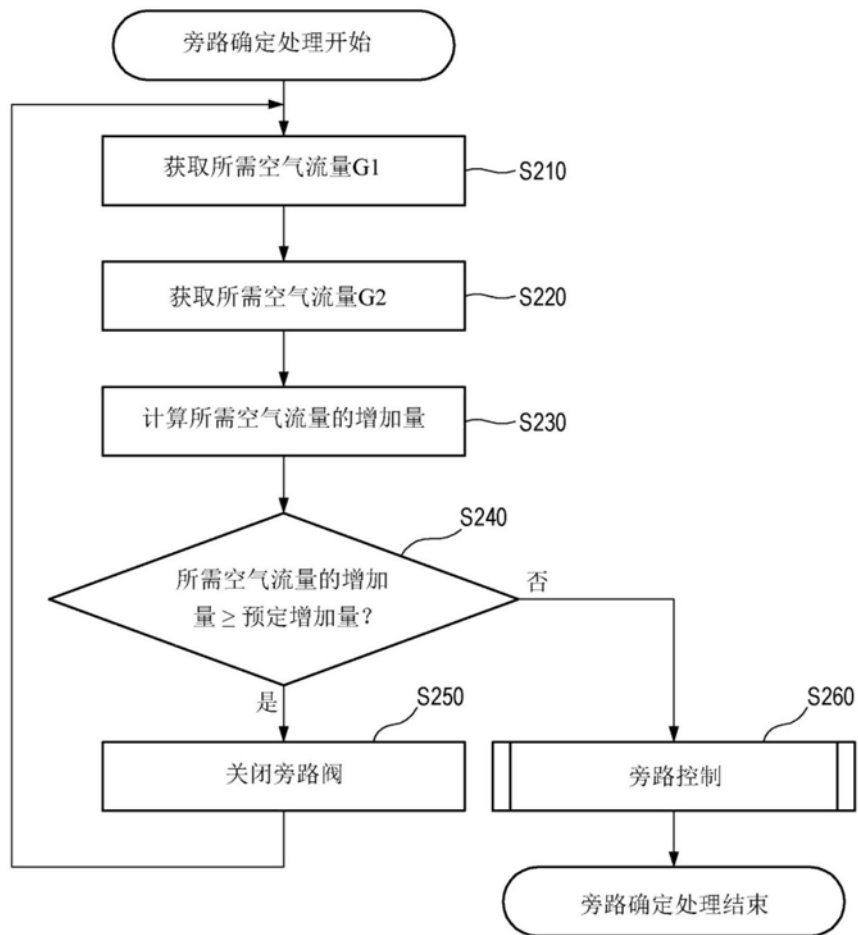 旁路确定处理开始
获取所需空气流量G1
S210
获取所需空气流量G2
S220
计算所需空气流量的增加量
S230
S240
所需空气流量的增加
量 ≥ 预定增加量？
否
是
S250
关闭旁路阀
S260
旁路控制
旁路确定处理结束